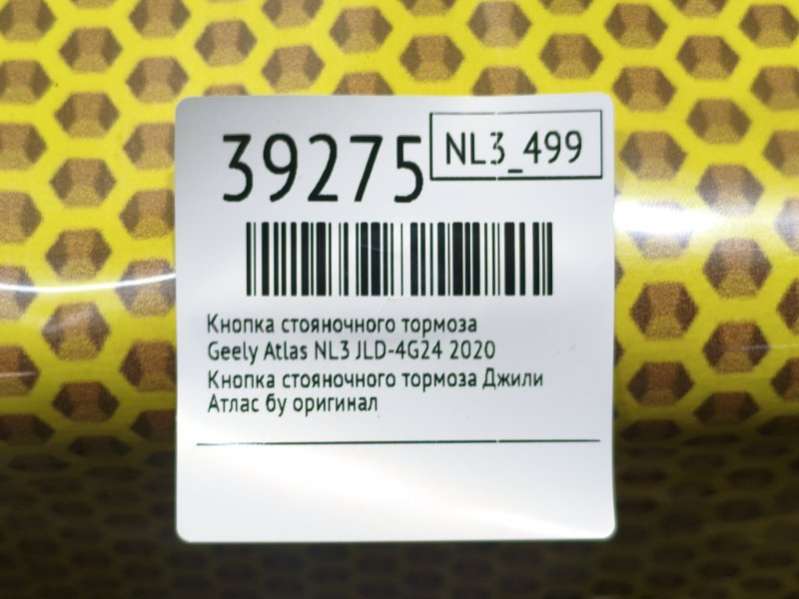 39275
NL3_499
Кнопка стояночного тормоза
Geely Atlas NL3 JLD-4G24 2020
Кнопка стояночного тормоза Джили
Атлас бу оригинал